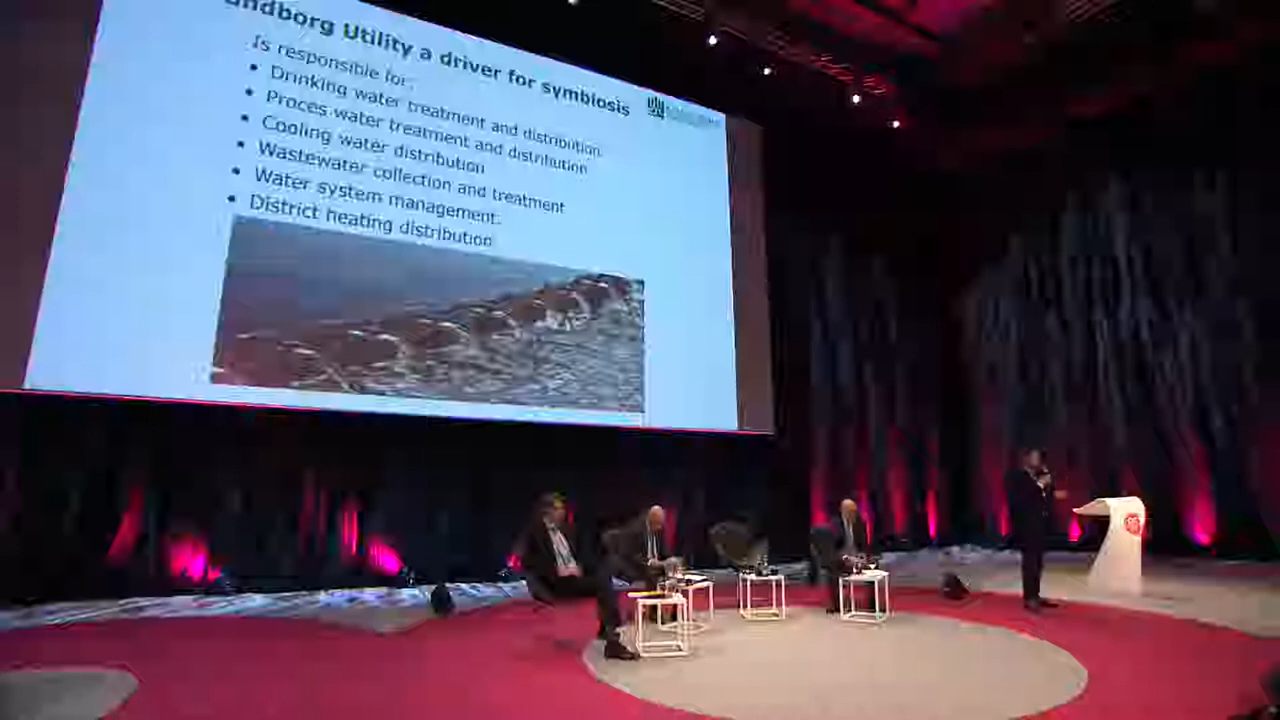 undborg Utility a driver for symbiosis
Is responsible for:
• Drinking water treatment and distribution.
• Proces water treatment and distribution
• Cooling water distribution
• Wastewater collection and treatment
• Water system management.
• District heating distribution